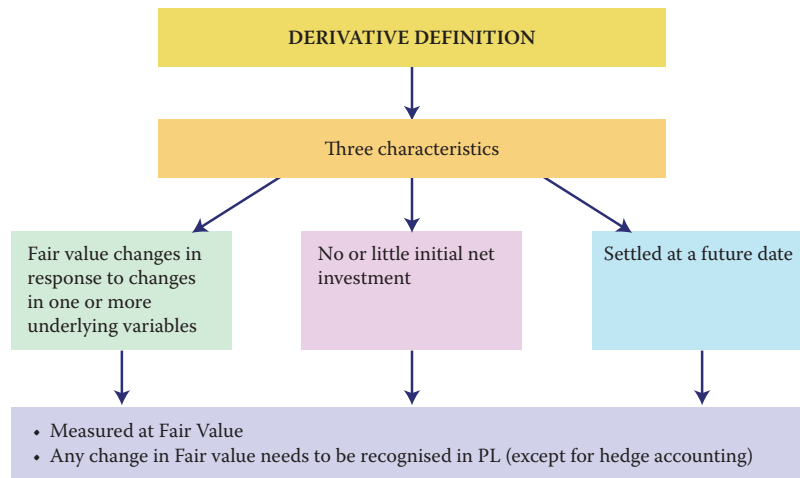 DERIVATIVE DEFINITION
Three characteristics
Fair value changes in
response to changes
in one or more
underlying variables
No or little initial net
investment
Settled at a future date
• Measured at Fair Value
• Any change in Fair value needs to be recognised in PL (except for hedge accounting)